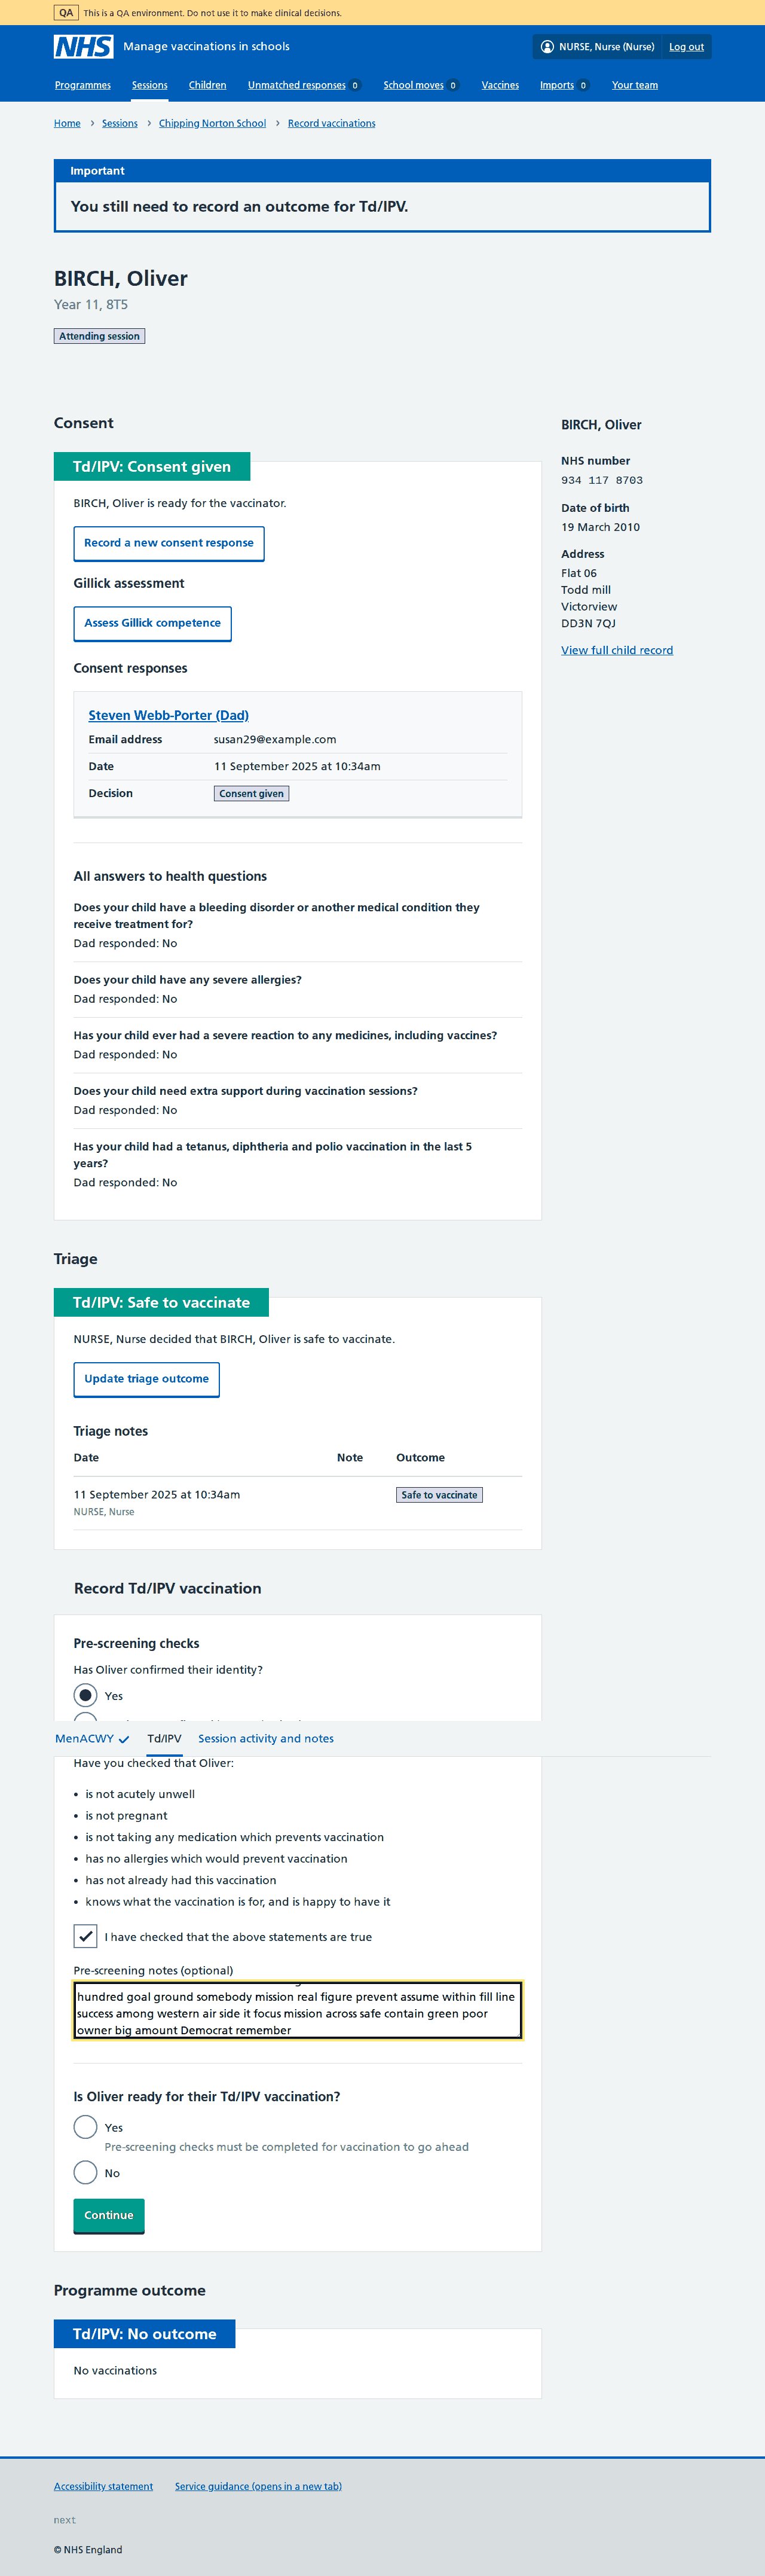 QA This is a QA environment. Do not use it to make clinical decisions.
NHS Manage vaccinations in schools
NURSE, Nurse (Nurse) Log out
Programmes Sessions Children Unmatched responses 0 School moves 0 Vaccines Imports 0 Your team
Home › Sessions › Chipping Norton School › Record vaccinations
Important
You still need to record an outcome for Td/IPV.
BIRCH, Oliver
Year 11, 8T5
Attending session
Consent
Td/IPV: Consent given
BIRCH, Oliver is ready for the vaccinator.
Record a new consent response
Gillick assessment
Assess Gillick competence
Consent responses
Steven Webb-Porter (Dad)
Email address susan29@example.com
Date 11 September 2025 at 10:34am
Decision Consent given
All answers to health questions
Does your child have a bleeding disorder or another medical condition they
receive treatment for?
Dad responded: No
Does your child have any severe allergies?
Dad responded: No
Has your child ever had a severe reaction to any medicines, including vaccines?
Dad responded: No
Does your child need extra support during vaccination sessions?
Dad responded: No
Has your child had a tetanus, diphtheria and polio vaccination in the last 5
years?
Dad responded: No
BIRCH, Oliver
NHS number
934 117 8703
Date of birth
19 March 2010
Address
Flat 06
Todd mill
Victorview
DD3N 7QJ
View full child record
Triage
Td/IPV: Safe to vaccinate
NURSE, Nurse decided that BIRCH, Oliver is safe to vaccinate.
Update triage outcome
Triage notes
Date Note Outcome
11 September 2025 at 10:34am Safe to vaccinate
NURSE, Nurse
Record Td/IPV vaccination
Pre-screening checks
Has Oliver confirmed their identity?
Yes
MenACWY Td/IPV Session activity and notes
Have you checked that Oliver:
• is not acutely unwell
• is not pregnant
• is not taking any medication which prevents vaccination
• has no allergies which would prevent vaccination
• has not already had this vaccination
• knows what the vaccination is for, and is happy to have it
I have checked that the above statements are true
Pre-screening notes (optional)
hundred goal ground somebody mission real figure prevent assume within fill line
success among western air side it focus mission across safe contain green poor
owner big amount Democrat remember
Is Oliver ready for their Td/IPV vaccination?
Yes
Pre-screening checks must be completed for vaccination to go ahead
No
Continue
Programme outcome
Td/IPV: No outcome
No vaccinations
Accessibility statement Service guidance (opens in a new tab)
next
© NHS England